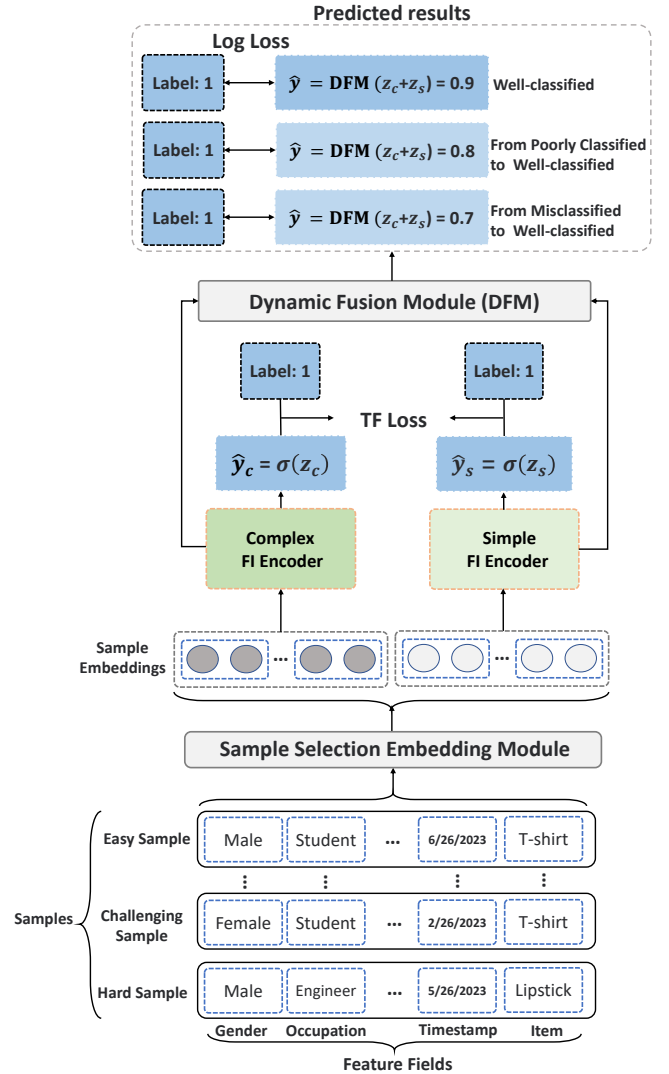 Predicted results
Log Loss
Label: 1
ŷ = DFM (z_c+z_s) = 0.9
Well-classified
Label: 1
ŷ = DFM (z_c+z_s) = 0.8
From Poorly Classified
to Well-classified
Label: 1
ŷ = DFM (z_c+z_s) = 0.7
From Misclassified
to Well-classified
Dynamic Fusion Module (DFM)
Label: 1
Label: 1
TF Loss
ŷ_c = σ(z_c)
ŷ_s = σ(z_s)
Complex
FI Encoder
Simple
FI Encoder
Sample
Embeddings
...
...
Sample Selection Embedding Module
Samples
Easy Sample
Male
Student
...
6/26/2023
T-shirt
Challenging
Sample
Female
Student
...
2/26/2023
T-shirt
Hard Sample
Male
Engineer
...
5/26/2023
Lipstick
Gender
Occupation
Timestamp
Item
Feature Fields